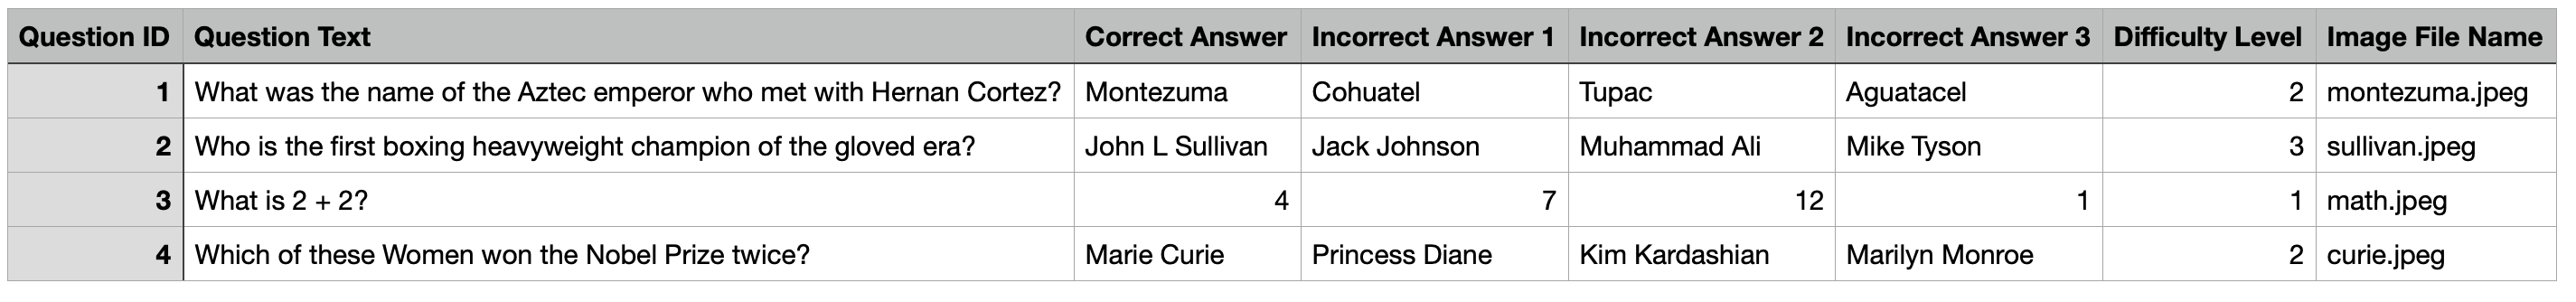 Question ID Question Text Correct Answer Incorrect Answer 1 Incorrect Answer 2 Incorrect Answer 3 Difficulty Level Image File Name
1 What was the name of the Aztec emperor who met with Hernan Cortez? Montezuma Cohuatel Tupac Aguatacel 2 montezuma.jpeg
2 Who is the first boxing heavyweight champion of the gloved era? John L Sullivan Jack Johnson Muhammad Ali Mike Tyson 3 sullivan.jpeg
3 What is 2 + 2? 4 7 12 1 1 math.jpeg
4 Which of these Women won the Nobel Prize twice? Marie Curie Princess Diane Kim Kardashian Marilyn Monroe 2 curie.jpeg